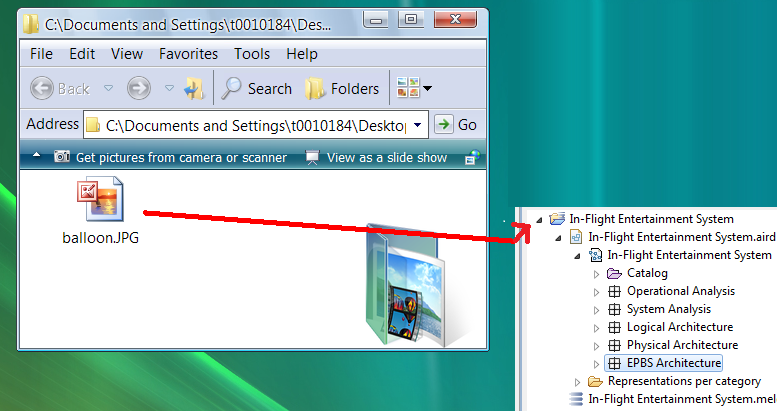 C:\Documents and Settings\t0010184\Des...
File Edit View Favorites Tools Help
Back Search Folders
Address C:\Documents and Settings\t0010184\Deskto Go
Get pictures from camera or scanner View as a slide show
balloon.JPG
In-Flight Entertainment System
In-Flight Entertainment System.aird
In-Flight Entertainment System
Catalog
Operational Analysis
System Analysis
Logical Architecture
Physical Architecture
EPBS Architecture
Representations per category
In-Flight Entertainment System.mel